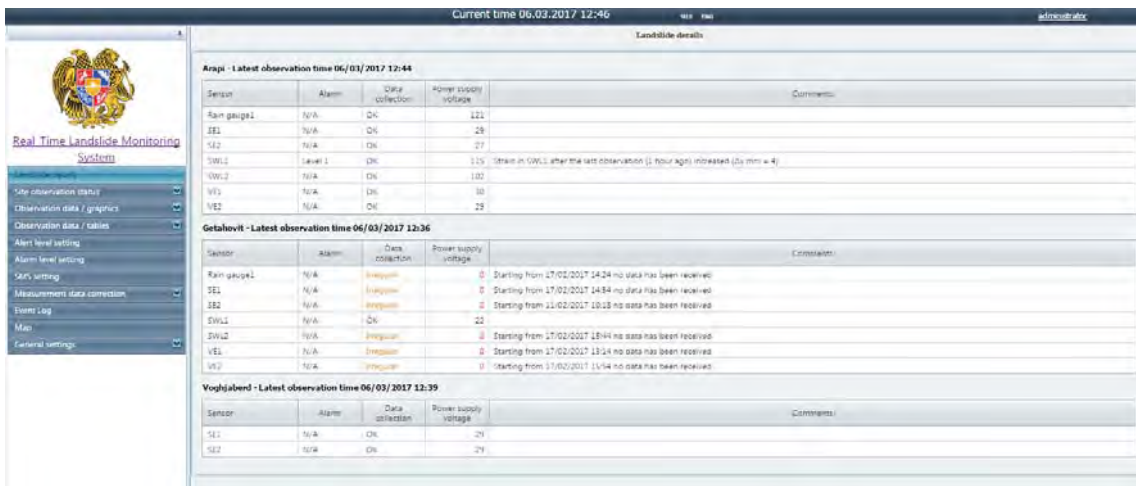 Current time 06.03.2017 12:46
administrator
Landslide details
Real Time Landslide Monitoring
System
Site observation status
Observation data / graphics
Observation data / tables
Alert level setting
Alarm level setting
SMS setting
Measurement data correction
Event Log
Map
General settings
Arapi - Latest observation time 06/03/2017 12:44
Sensor Alarm Data collection Power supply voltage Comments
Rain gauge1 N/A OK 121
SE1 N/A OK 29
SE2 N/A OK 27
SWL1 Level 1 OK 115 Strain in SWL1 after the last observation (1 hour ago) increased mm = 4)
SWL2 N/A OK 102
VE1 N/A OK 30
VE2 N/A OK 29
Getahovit - Latest observation time 06/03/2017 12:36
Sensor Alarm Data collection Power supply voltage Comments
Rain gauge1 N/A Irregular 0 Starting from 17/02/2017 14:24 no data has been received
SE1 N/A Irregular 0 Starting from 17/02/2017 14:54 no data has been received
SE2 N/A Irregular 0 Starting from 11/02/2017 10:18 no data has been received
SWL1 N/A OK 22
SWL2 N/A Irregular 0 Starting from 17/02/2017 15:44 no data has been received
VE1 N/A Irregular 0 Starting from 17/02/2017 13:14 no data has been received
VE2 N/A Irregular 0 Starting from 17/02/2017 15:54 no data has been received
Voghjaberd - Latest observation time 06/03/2017 12:39
Sensor Alarm Data collection Power supply voltage Comments
SE1 N/A OK 29
SE2 N/A OK 29